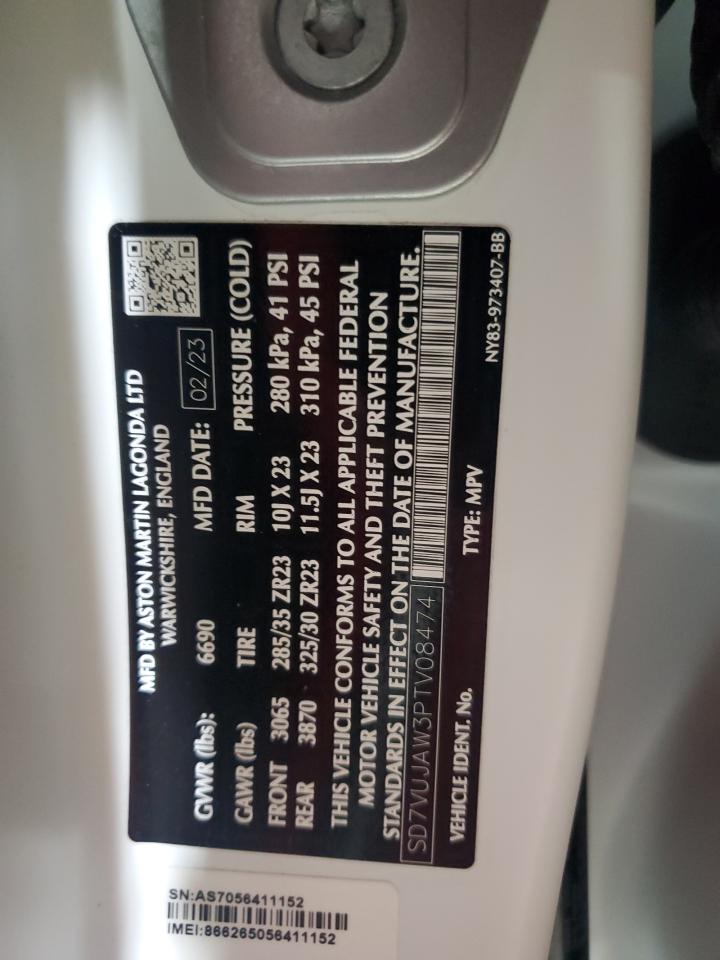 MFD BY ASTON MARTIN LAGONDA LTD
WARWICKSHIRE, ENGLAND
GVWR (lbs): 6690 MFD DATE: 02/23
GAWR (lbs) TIRE RIM PRESSURE (COLD)
FRONT 3065 285/35 ZR23 10J X 23 280 kPa, 41 PSI
REAR 3870 325/30 ZR23 11.5J X 23 310 kPa, 45 PSI
THIS VEHICLE CONFORMS TO ALL APPLICABLE FEDERAL
MOTOR VEHICLE SAFETY AND THEFT PREVENTION
STANDARDS IN EFFECT ON THE DATE OF MANUFACTURE.
SD7VUJAW3PTV08474
VEHICLE IDENT. No. TYPE: MPV
NY83-973407-BB
SN:AS7056411152
IMEI:866265056411152